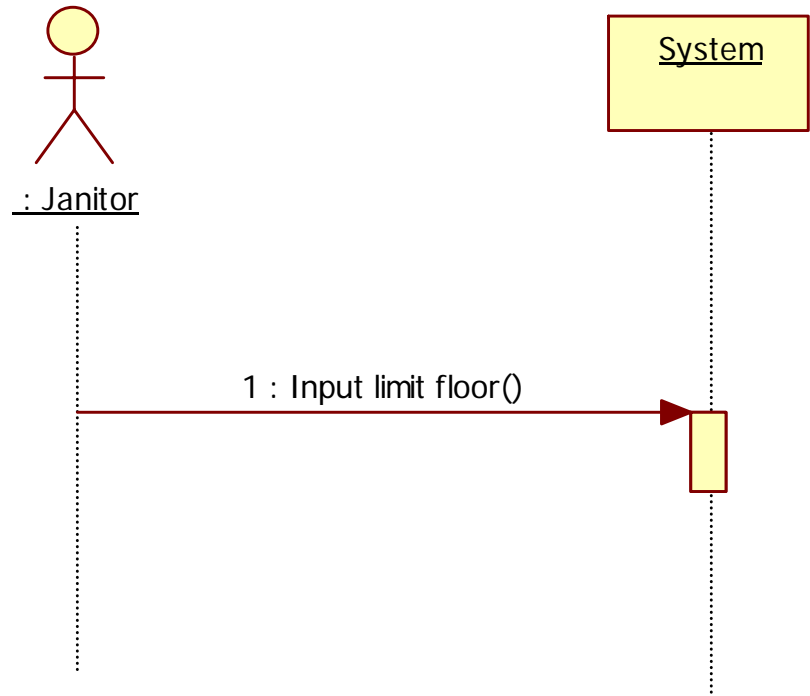 System
: Janitor
1 : Input limit floor()